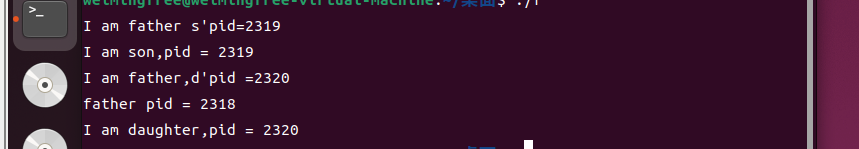 I am father s'pid=2319
I am son,pid = 2319
I am father,d'pid =2320
father pid = 2318
I am daughter,pid = 2320